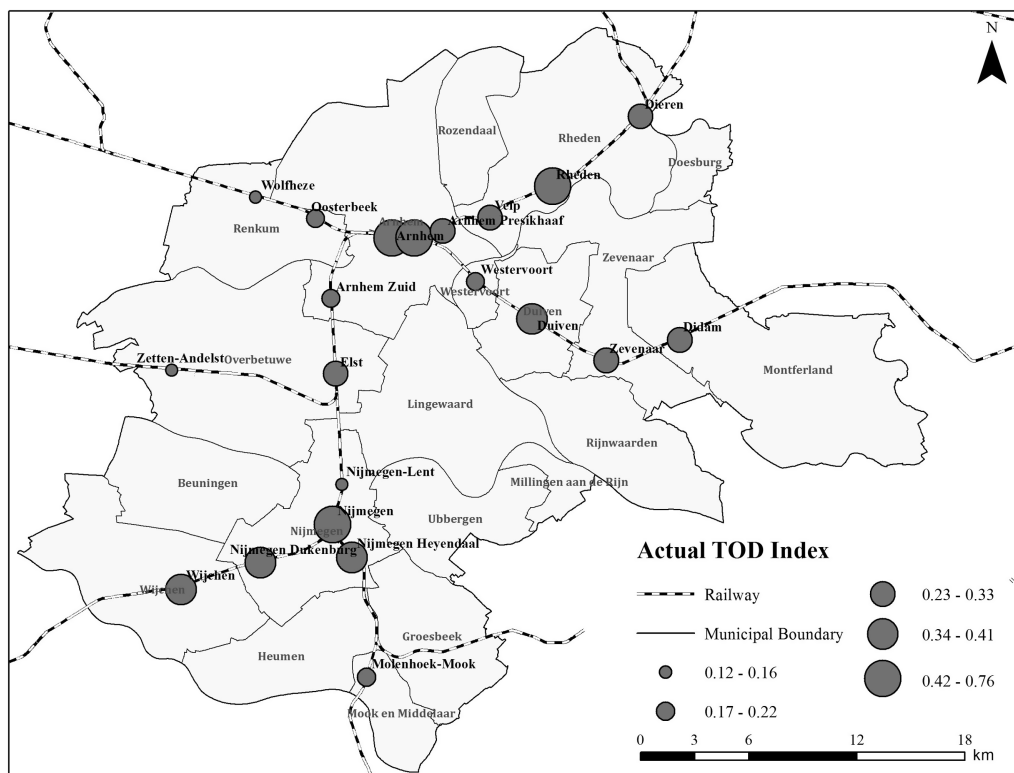 N
Dieren
Rozendaal
Rheden
Doesburg
Rheden
Wolfheze
Velp
Oosterbeek
Arnhem Presikhaaf
Arnhem
Arnhem
Renkum
Zevenaar
Westervoort
Arnhem Zuid
Westervoort
Duiven
Duiven
Didam
Zetten-Andelst
Overbetuwe
Elst
Zevenaar
Montferland
Lingewaard
Rijnwaarden
Nijmegen-Lent
Beuningen
Millingen aan de Rijn
Nijmegen
Ubbergen
Nijmegen
Nijmegen Dukenburg
Nijmegen Heyendaal
Wijchen
Wijchen
Groesbeek
Heumen
Molenhoek-Mook
Mook en Middelaar
Actual TOD Index
Railway
Municipal Boundary
0.12 - 0.16
0.17 - 0.22
0.23 - 0.33
0.34 - 0.41
0.42 - 0.76
0 3 6 12 18
km